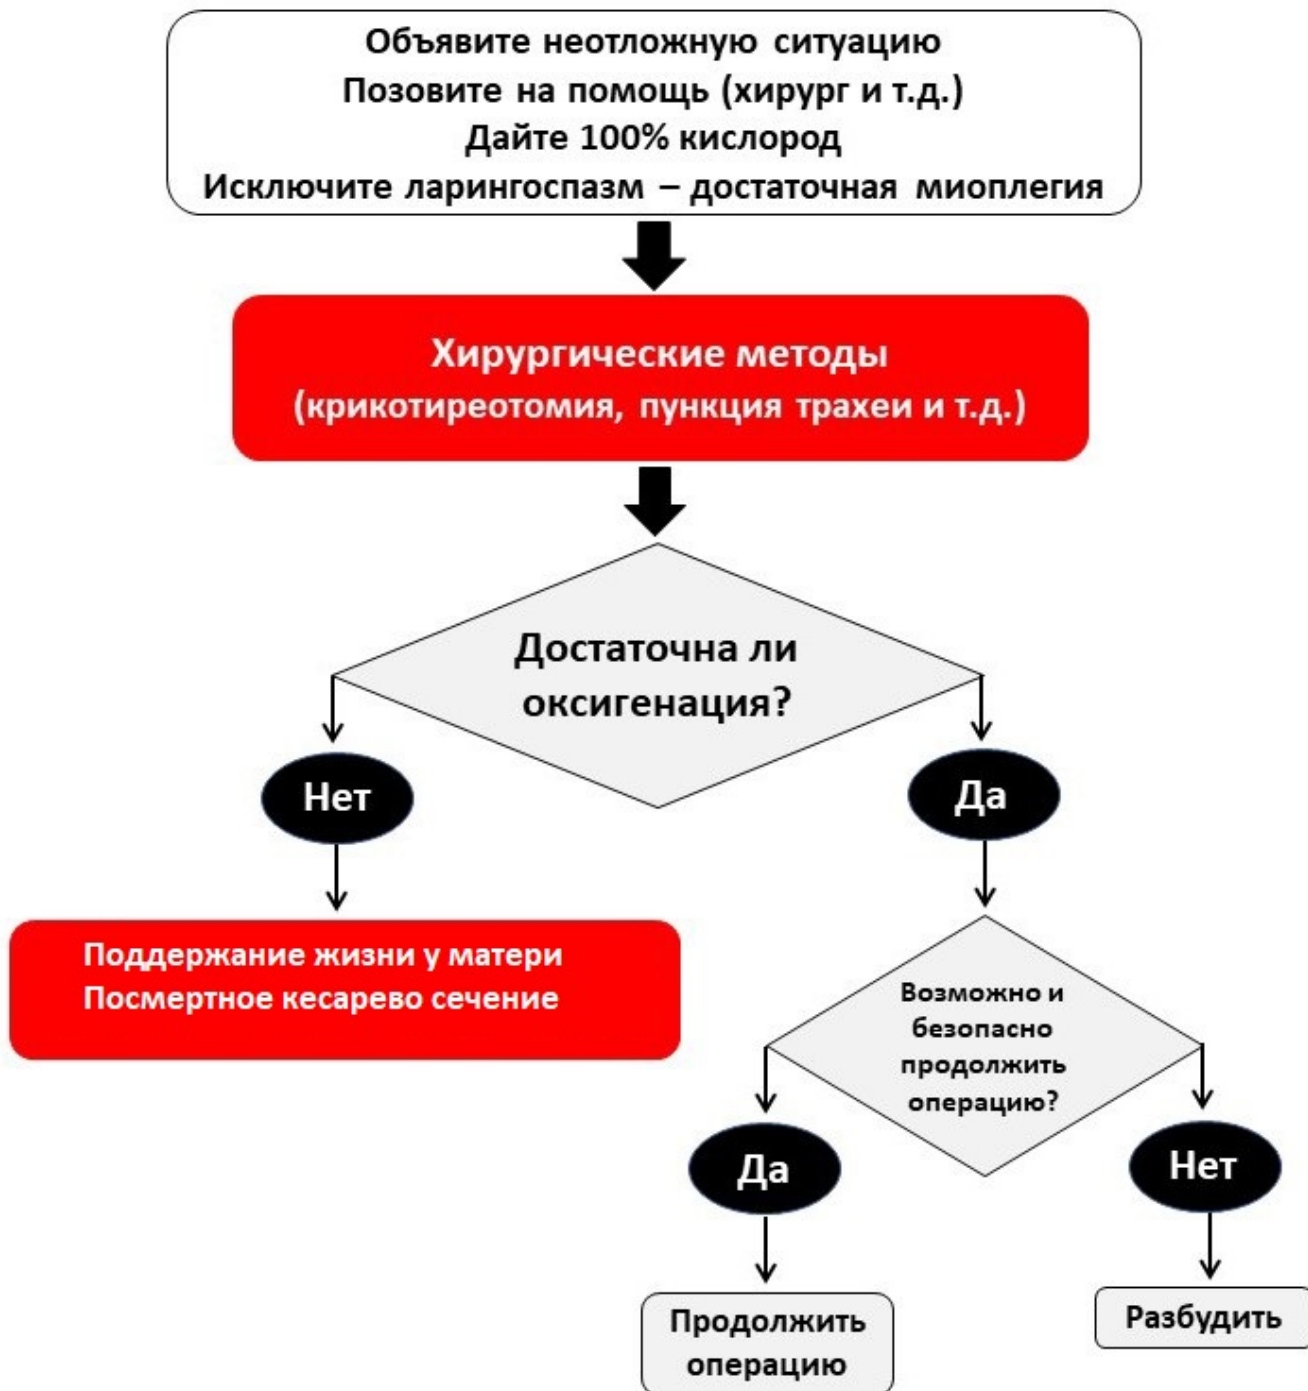 Объявите неотложную ситуацию
Позовите на помощь (хирург и т.д.)
Дайте 100% кислород
Исключите ларингоспазм – достаточная миоплегия
Хирургические методы
(крикотиреотомия, пункция трахеи и т.д.)
Достаточна ли
оксигенация?
Нет
Да
Поддержание жизни у матери
Посмертное кесарево сечение
Возможно и
безопасно
продолжить
операцию?
Да
Нет
Продолжить
операцию
Разбудить